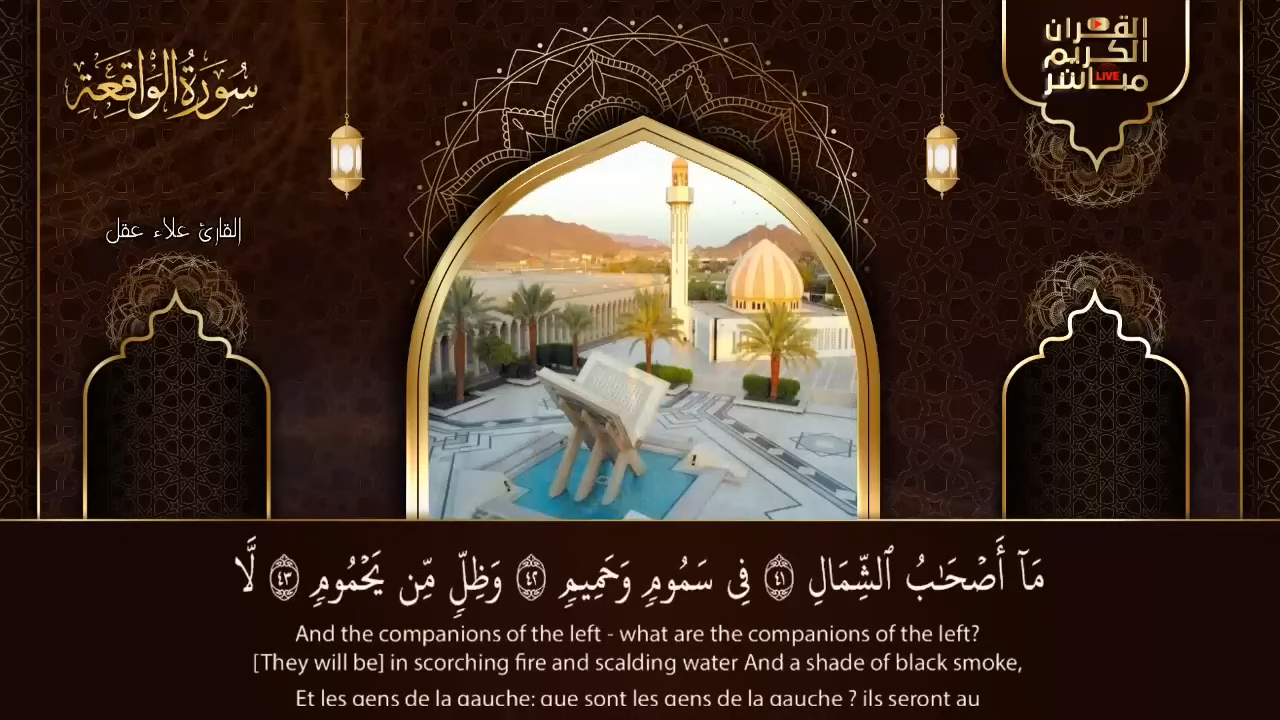 سُورَةُ الوَاقِعَة
القرآن
الكريم
مباشر
LIVE
القارئ علاء عقل
مَآ أَصْحَٰبُ ٱلشِّمَالِ ٤١ فِى سَمُومٍ وَحَمِيمٍ ٤٢ وَظِلٍّ مِّن يَحْمُومٍ ٤٣ لَّا
And the companions of the left - what are the companions of the left?
[They will be] in scorching fire and scalding water And a shade of black smoke,
Et les gens de la gauche: que sont les gens de la gauche ? ils seront au